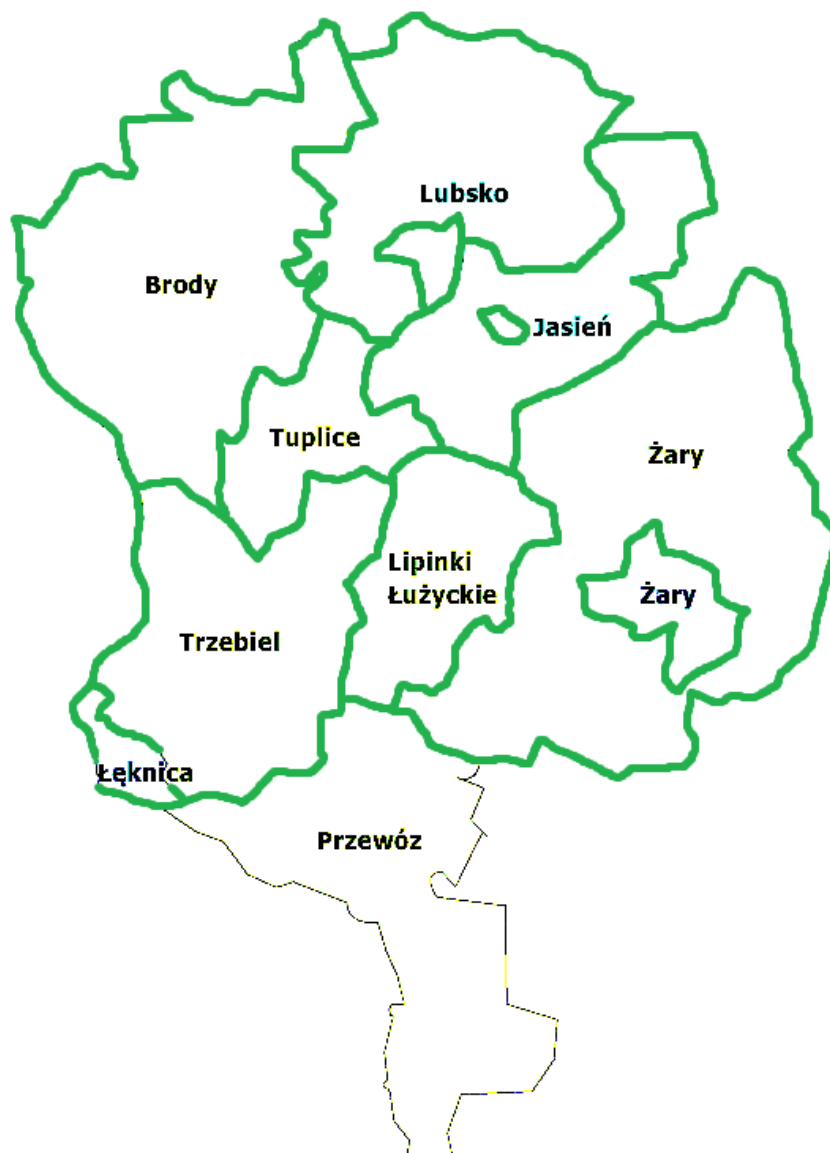 Lubsko
Brody
Jasień
Tuplice
Żary
Lipinki
Łużyckie
Żary
Trzebiel
Łęknica
Przewóz